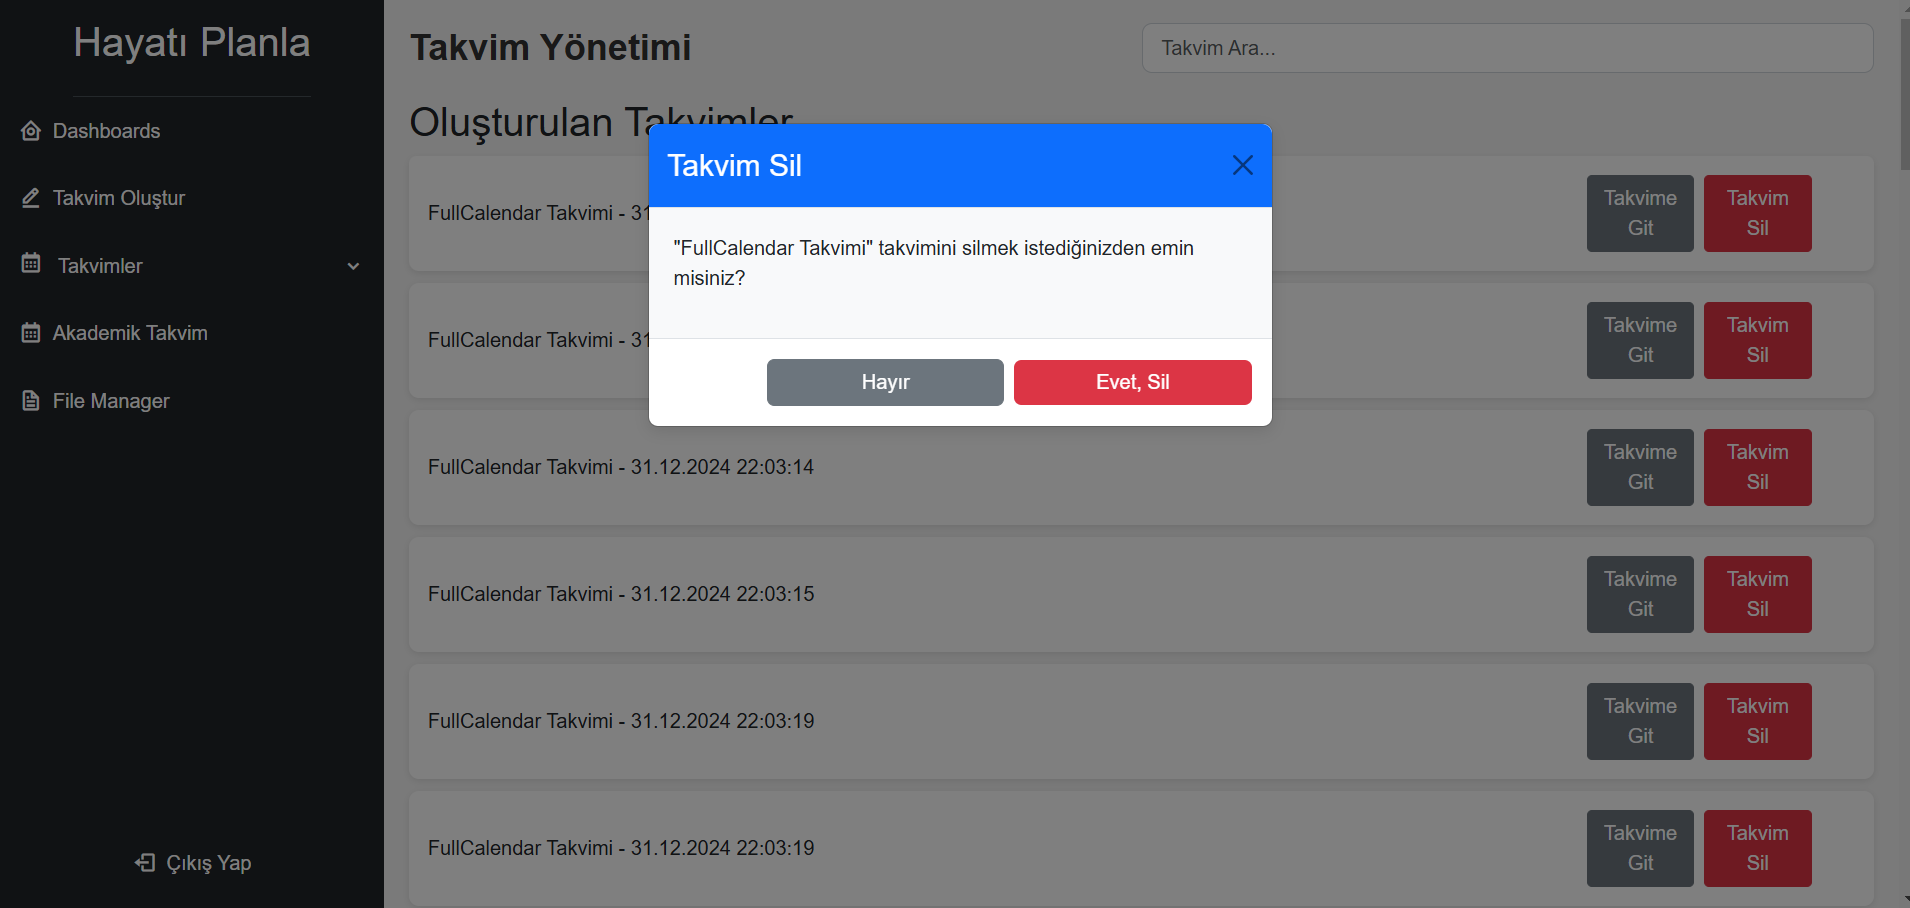 Hayatı Planla
Dashboards
Takvim Oluştur
Takvimler
Akademik Takvim
File Manager
Çıkış Yap
Takvim Yönetimi
Takvim Ara...
Oluşturulan Takvimler
Takvim Sil
"FullCalendar Takvimi" takvimini silmek istediğinizden emin
misiniz?
Hayır
Evet, Sil
FullCalendar Takvimi - 31
Takvime
Git
Takvim
Sil
FullCalendar Takvimi - 31
Takvime
Git
Takvim
Sil
FullCalendar Takvimi - 31.12.2024 22:03:14
Takvime
Git
Takvim
Sil
FullCalendar Takvimi - 31.12.2024 22:03:15
Takvime
Git
Takvim
Sil
FullCalendar Takvimi - 31.12.2024 22:03:19
Takvime
Git
Takvim
Sil
FullCalendar Takvimi - 31.12.2024 22:03:19
Takvime
Git
Takvim
Sil